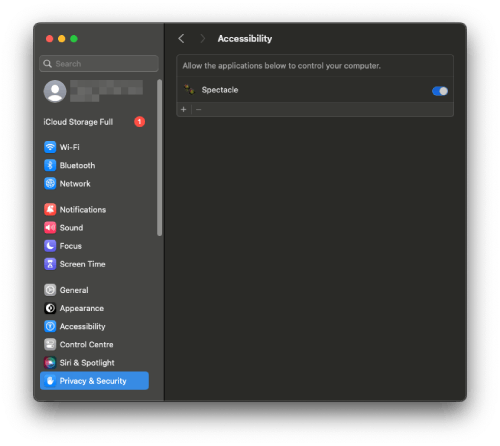 Accessibility
Search
Allow the applications below to control your computer.
Spectacle
+ −
iCloud Storage Full 1
Wi-Fi
Bluetooth
Network
Notifications
Sound
Focus
Screen Time
General
Appearance
Accessibility
Control Centre
Siri & Spotlight
Privacy & Security